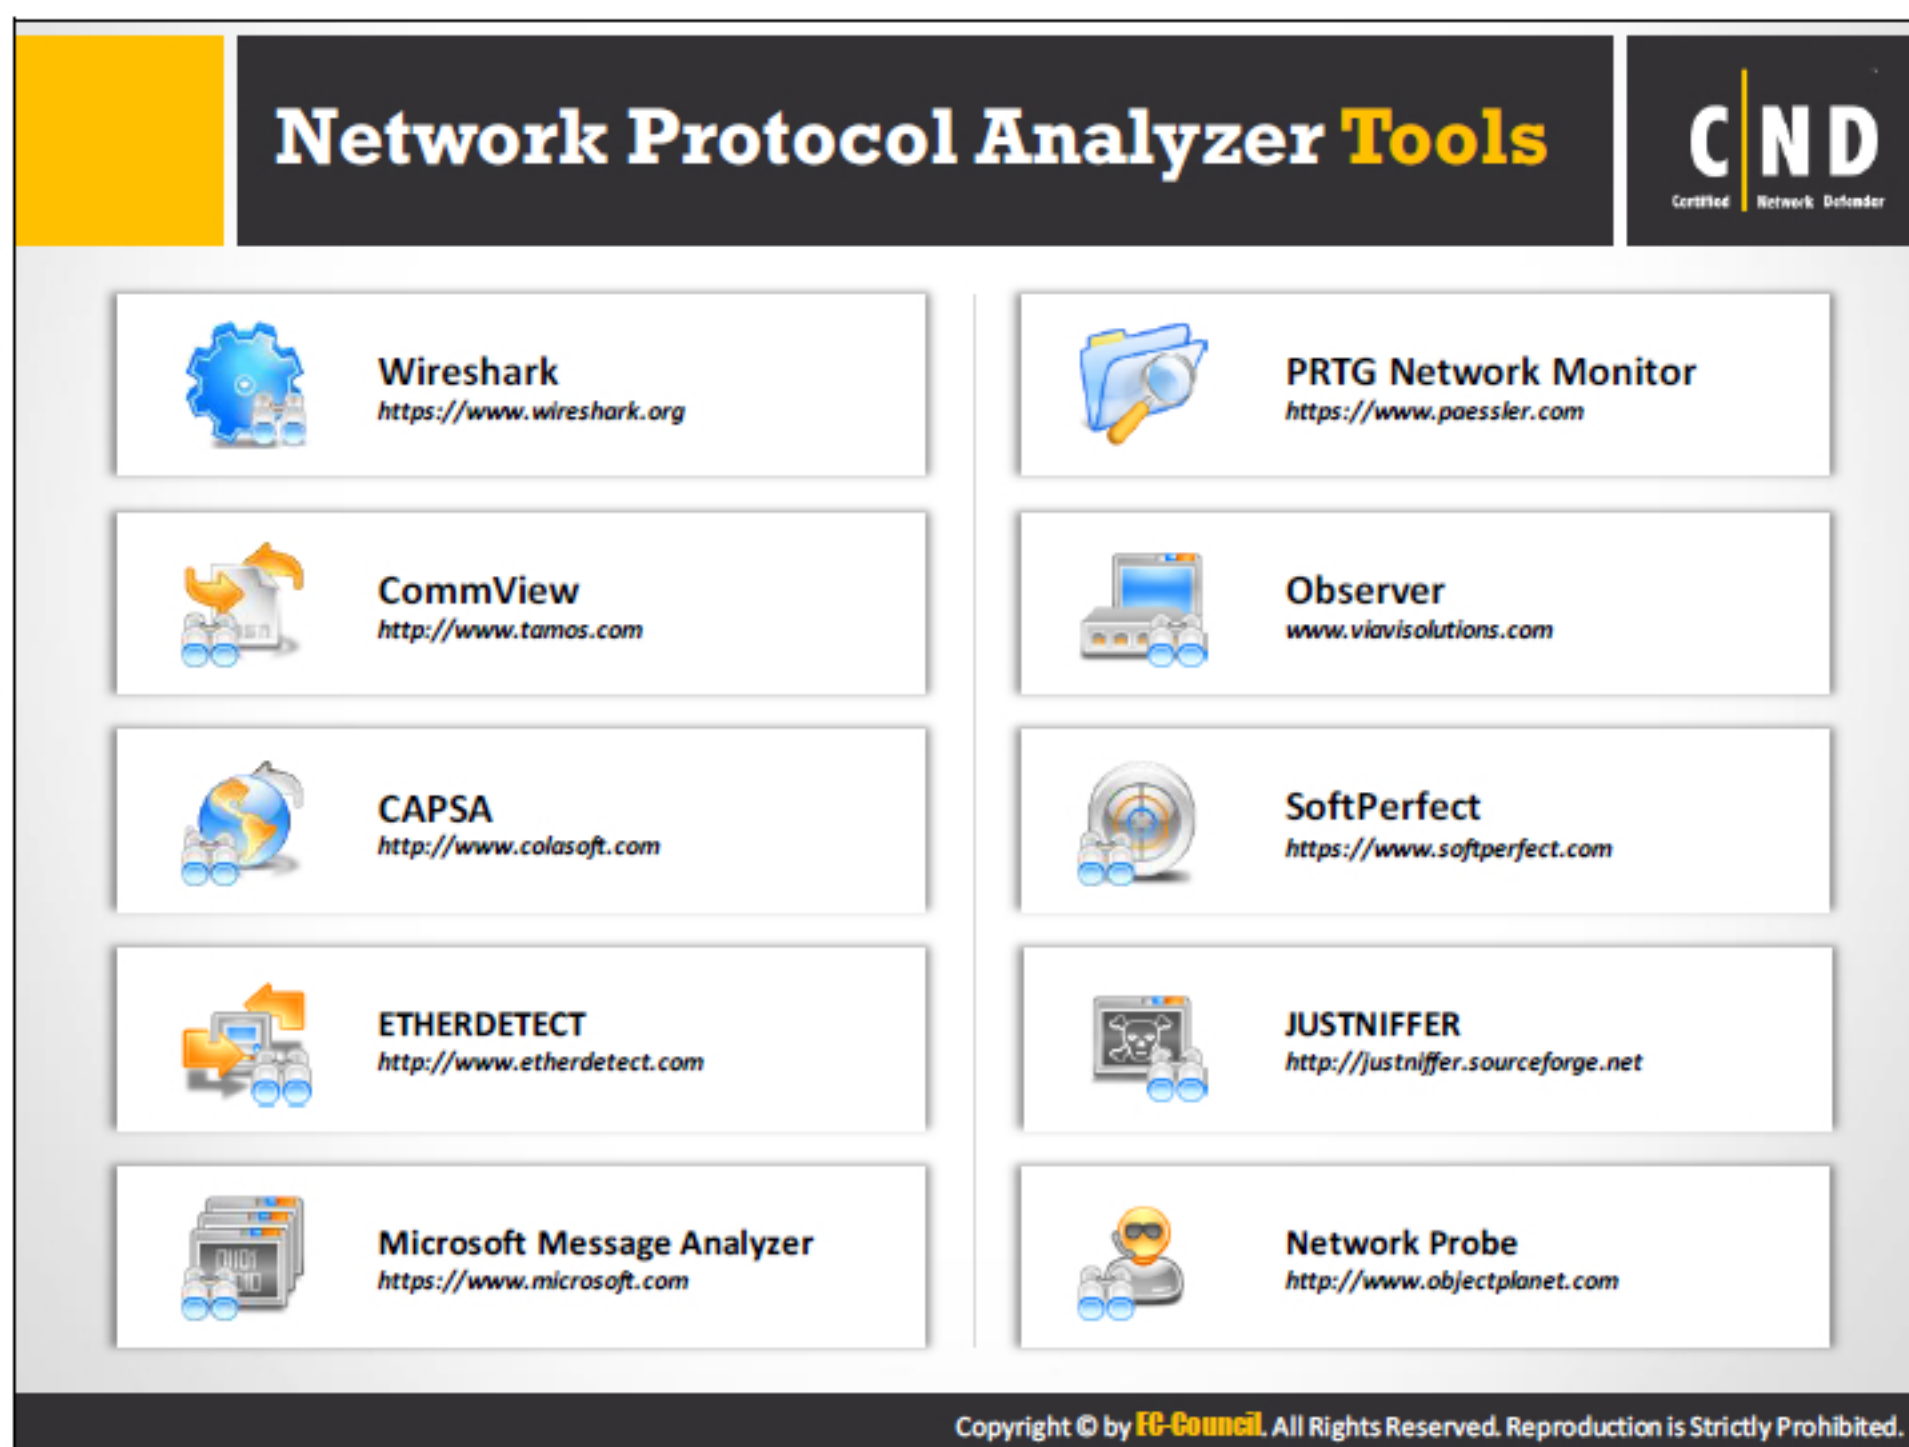 Network Protocol Analyzer Tools
C|ND
Certified Network Defender
Wireshark
https://www.wireshark.org
PRTG Network Monitor
https://www.paessler.com
CommView
http://www.tamos.com
Observer
www.viavisolutions.com
CAPSA
http://www.colasoft.com
SoftPerfect
https://www.softperfect.com
ETHERDETECT
http://www.etherdetect.com
JUSTNIFFER
http://justniffer.sourceforge.net
Microsoft Message Analyzer
https://www.microsoft.com
Network Probe
http://www.objectplanet.com
Copyright © by EC-Council. All Rights Reserved. Reproduction is Strictly Prohibited.